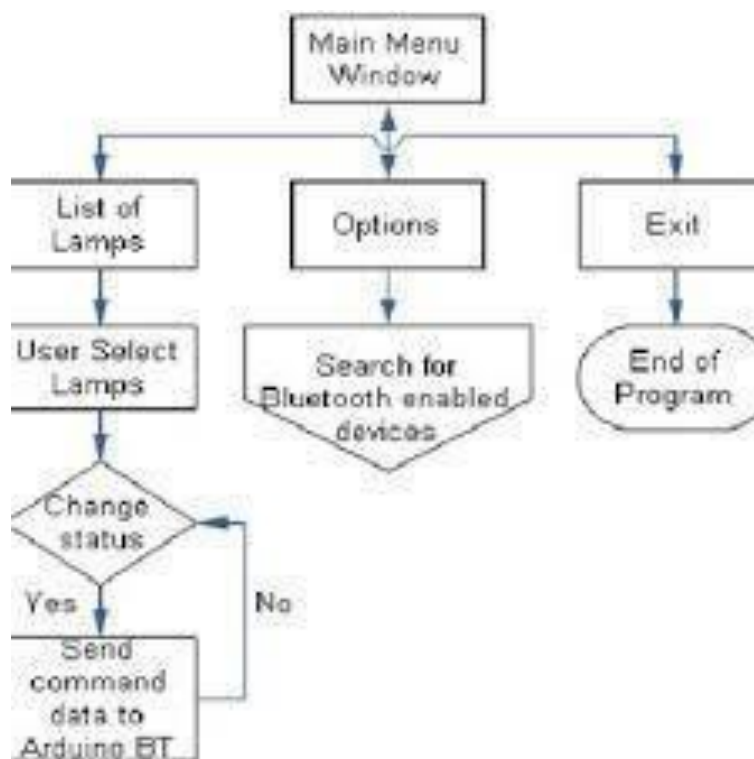 Main Menu
Window
List of
Lamps
Options
Exit
User Select
Lamps
Search for
Bluetooth enabled
devices
End of
Program
Change
status
Yes
No
Send
command
data to
Arduino BT